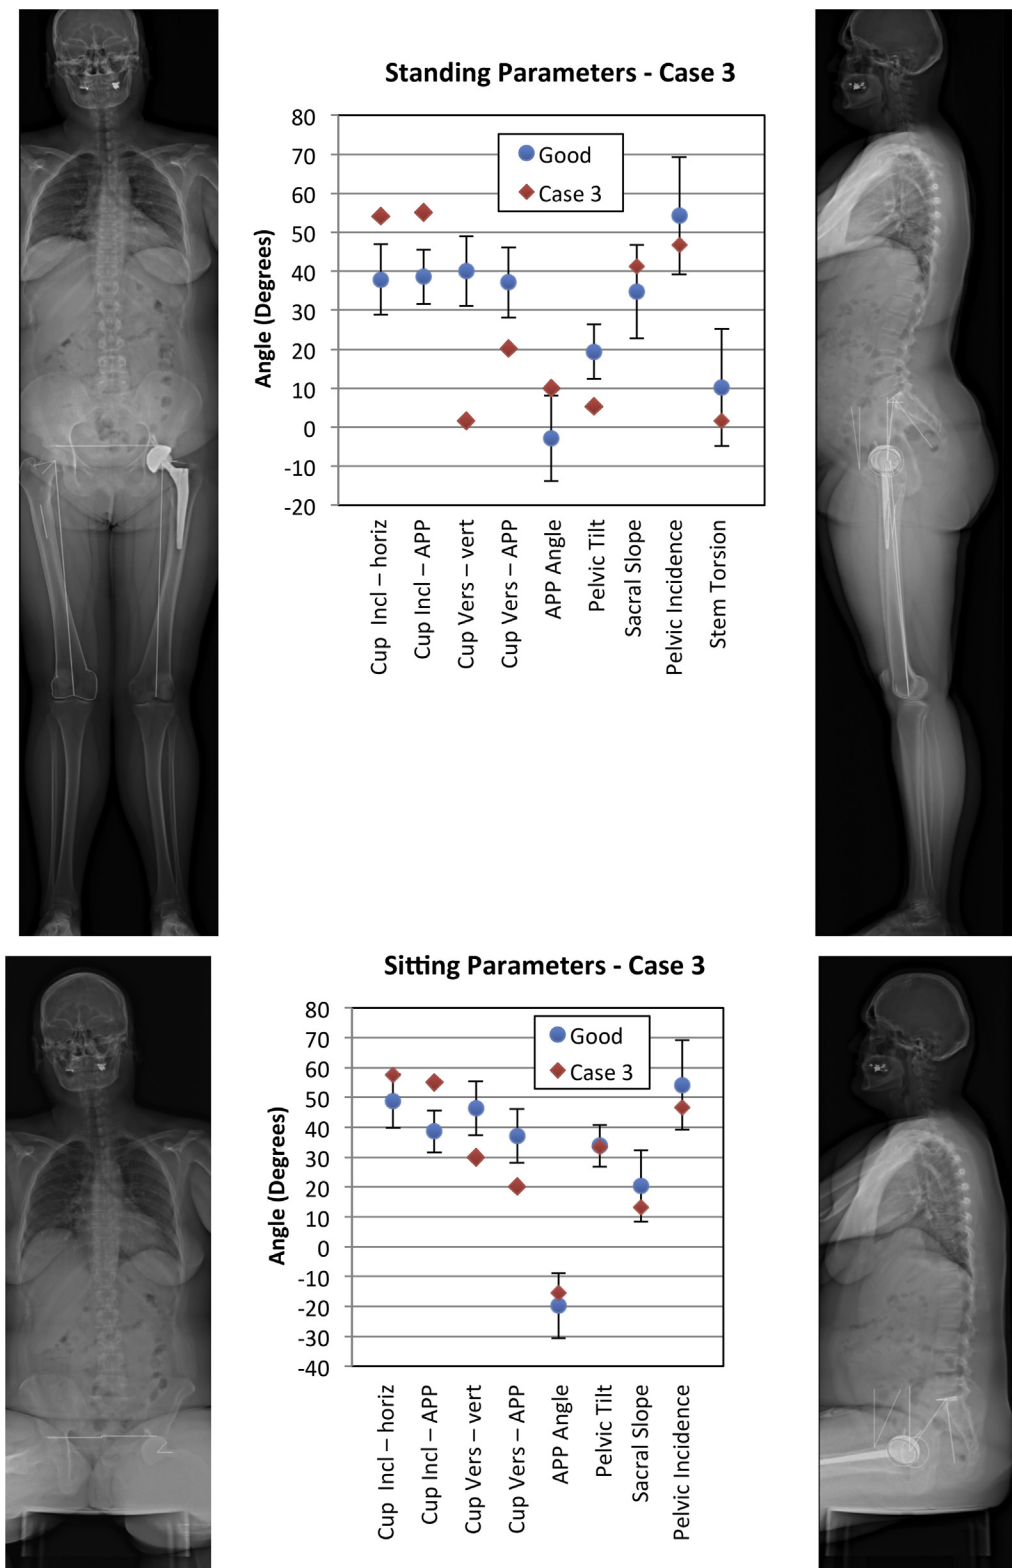 Standing Parameters - Case 3
Angle (Degrees)
80
70
60
50
40
30
20
10
0
-10
-20
Good
Case 3
Cup Incl – horiz
Cup Incl – APP
Cup Vers – vert
Cup Vers – APP
APP Angle
Pelvic Tilt
Sacral Slope
Pelvic Incidence
Stem Torsion
Sitting Parameters - Case 3
Angle (Degrees)
80
70
60
50
40
30
20
10
0
-10
-20
-30
-40
Good
Case 3
Cup Incl – horiz
Cup Incl – APP
Cup Vers – vert
Cup Vers – APP
APP Angle
Pelvic Tilt
Sacral Slope
Pelvic Incidence